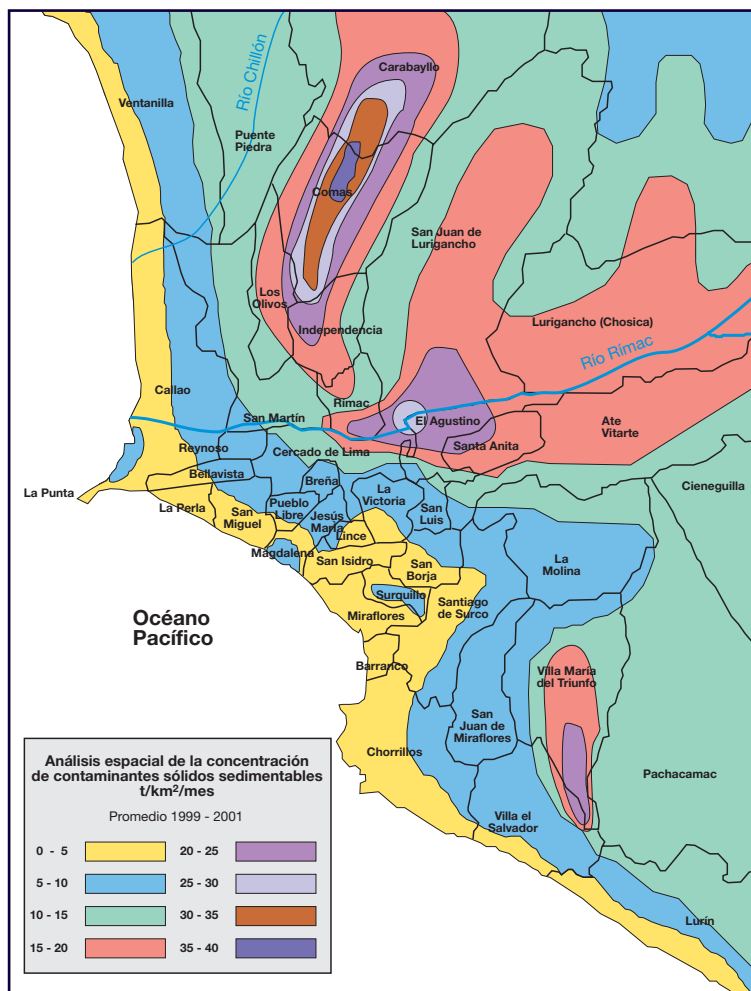 Carabayllo
Ventanilla
Río Chillón
Puente
Piedra
Comas
San Juan de
Lurigancho
Los
Olivos
Independencia
Lurigancho (Chosica)
Río Rímac
Callao
Rímac
San Martín
El Agustino
Ate
Vitarte
Santa Anita
Reynoso
Cercado de Lima
Bellavista
Breña
La
Victoria
Cieneguilla
La Punta
La Perla
San
Miguel
Pueblo
Libre
Jesús
María
San
Luis
Lince
Magdalena
San Isidro
San
Borja
La
Molina
Surquillo
Santiago
de Surco
Miraflores
Océano
Pacífico
Barranco
Villa María
del Triunfo
San
Juan de
Miraflores
Chorrillos
Pachacamac
Villa el
Salvador
Lurín
Análisis espacial de la concentración
de contaminantes sólidos sedimentables
t/km²/mes
Promedio 1999 - 2001
0 - 5
20 - 25
5 - 10
25 - 30
10 - 15
30 - 35
15 - 20
35 - 40